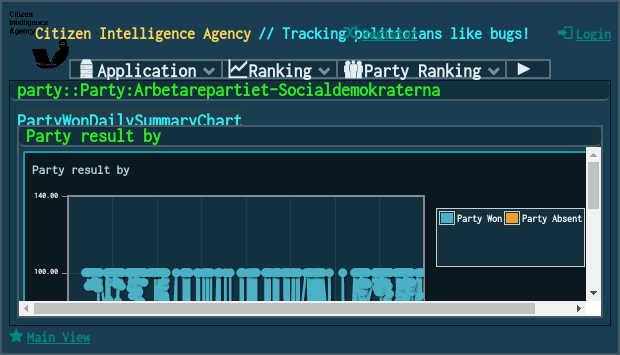 Citizen
Intelligence
Agency
Citizen Intelligence Agency // Tracking politicians like bugs!
Login
Application
Ranking
Party Ranking
party::Party:Arbetarepartiet-Socialdemokraterna
PartyWonDailySummaryChart
Party result by
Party result by
140.00
Party Won
Party Absent
100.00
Main View